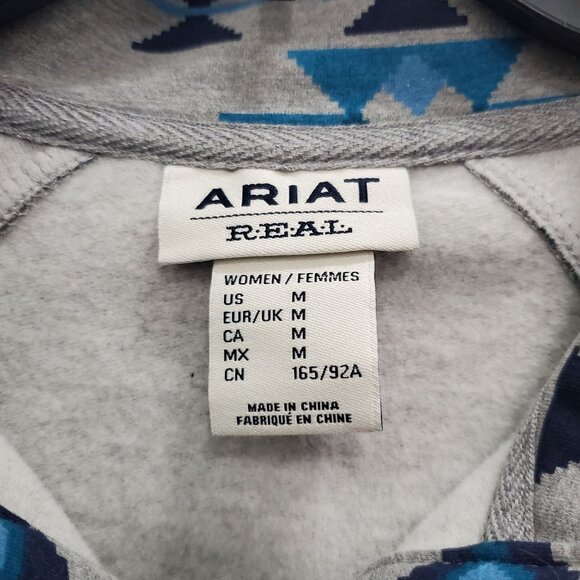 ARIAT
R·E·A·L
WOMEN / FEMMES
US M
EUR/UK M
CA M
MX M
CN 165/92A
MADE IN CHINA
FABRIQUÉ EN CHINE